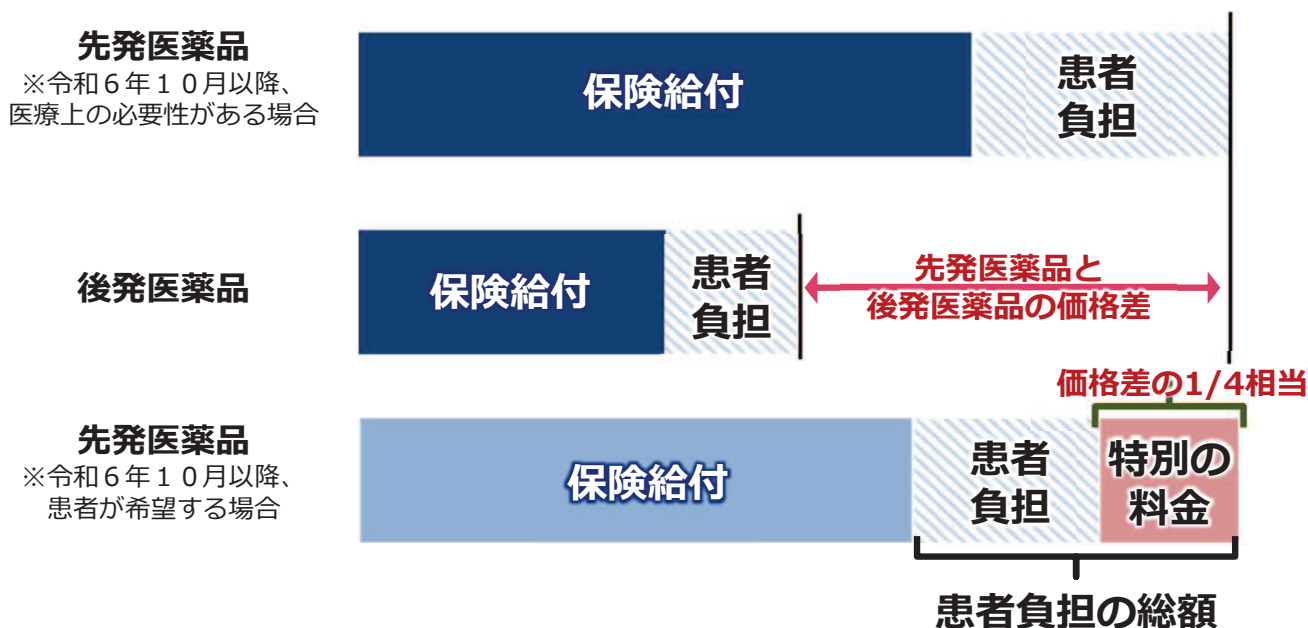 先発医薬品
※令和６年１０月以降、
医療上の必要性がある場合
保険給付
患者
負担
後発医薬品
保険給付
患者
負担
先発医薬品と
後発医薬品の価格差
価格差の1/4相当
先発医薬品
※令和６年１０月以降、
患者が希望する場合
保険給付
患者
負担
特別の
料金
患者負担の総額